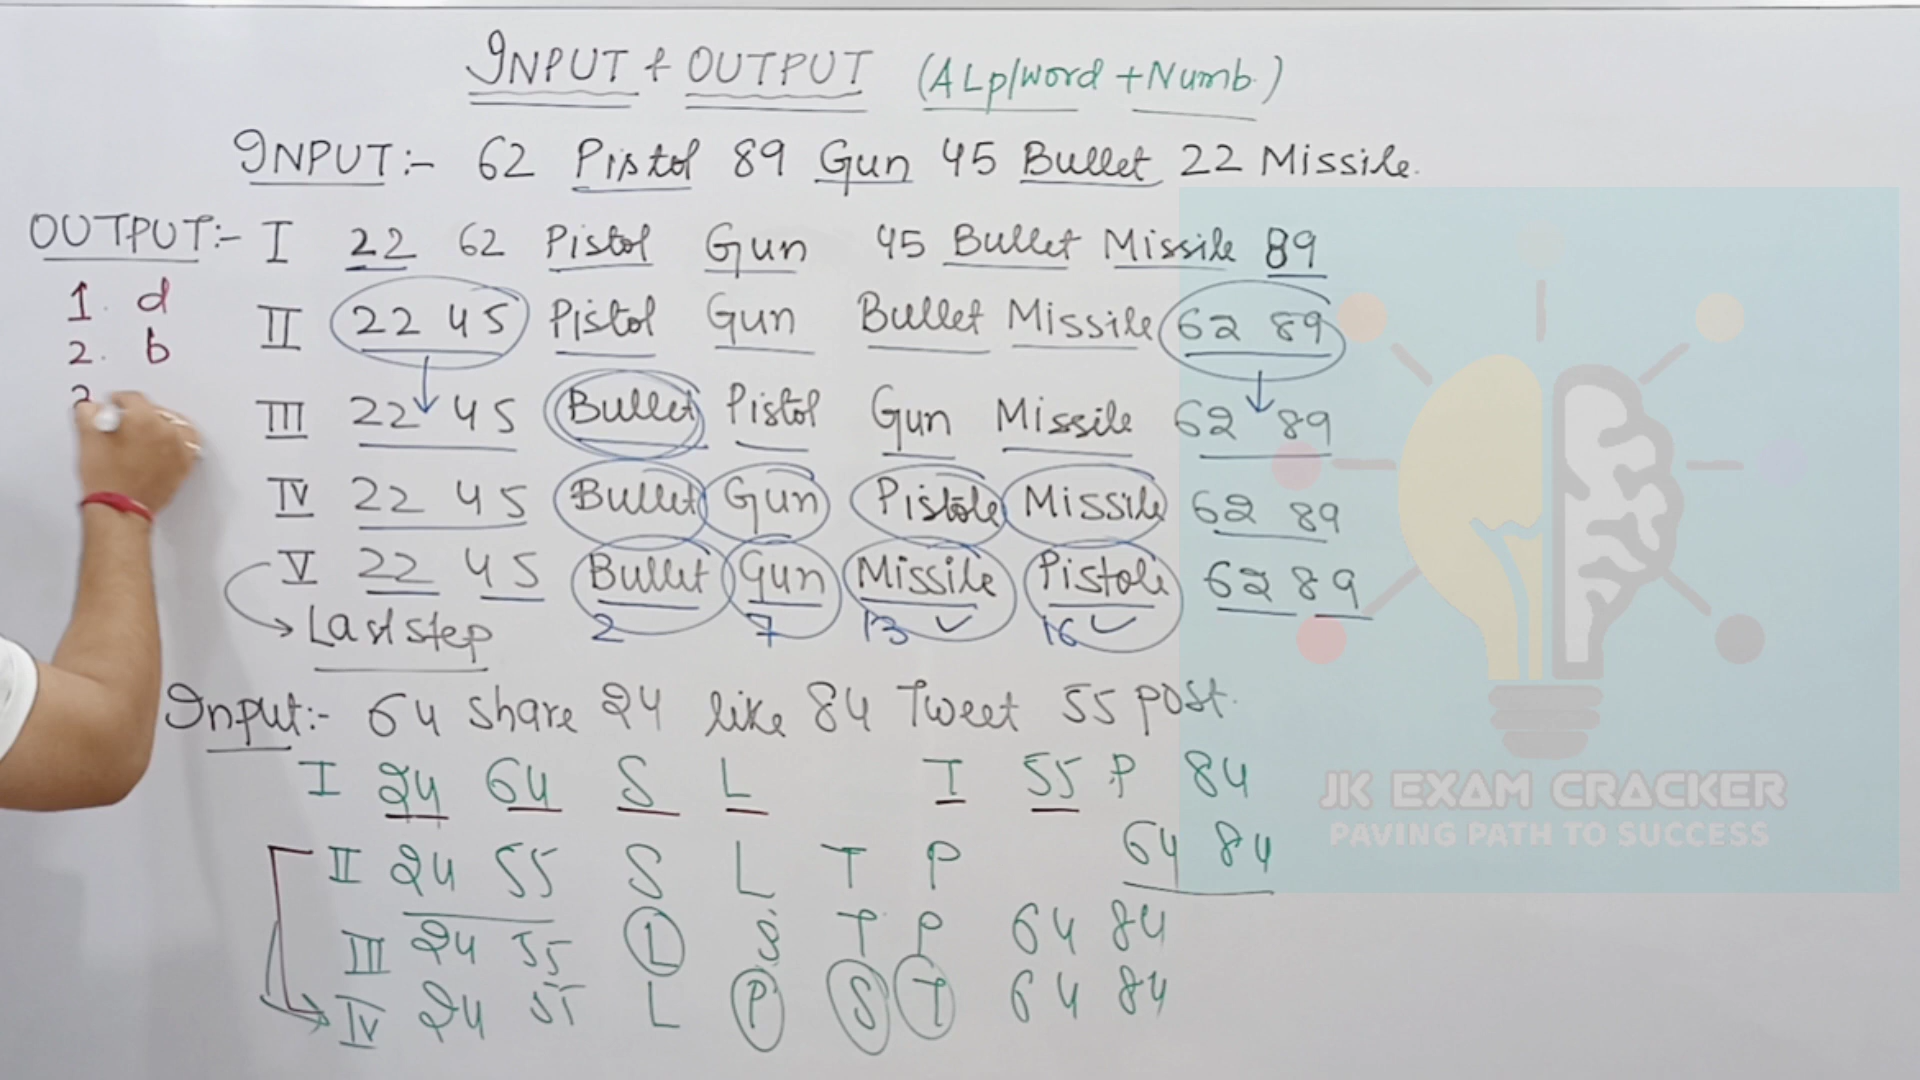 INPUT + OUTPUT (ALp/word + Numb.)
INPUT:- 62 Pistol 89 Gun 45 Bullet 22 Missile.
OUTPUT:- I 22 62 Pistol Gun 45 Bullet Missile 89
1. d
II 22 45 Pistol Gun Bullet Missile 62 89
2. b
III 22 45 Bullet Pistol Gun Missile 62 89
IV 22 45 Bullet Gun Pistole Missile 62 89
V 22 45 Bullet Gun Missile Pistole 62 89
Last step 2 7 13 16
Input:- 64 share 24 like 84 Tweet 55 post.
I 24 64 S L T 55 P 84
II 24 55 S L T P 64 84
III 24 55 L S T P 64 84
IV 24 55 L P S T 64 84
JK EXAM CRACKER
PAVING PATH TO SUCCESS